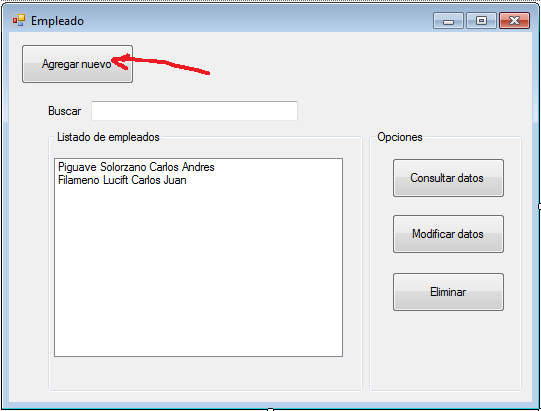 Empleado
Agregar nuevo
Buscar
Listado de empleados
Piguave Solorzano Carlos Andres
Filameno Lucift Carlos Juan
Opciones
Consultar datos
Modificar datos
Eliminar